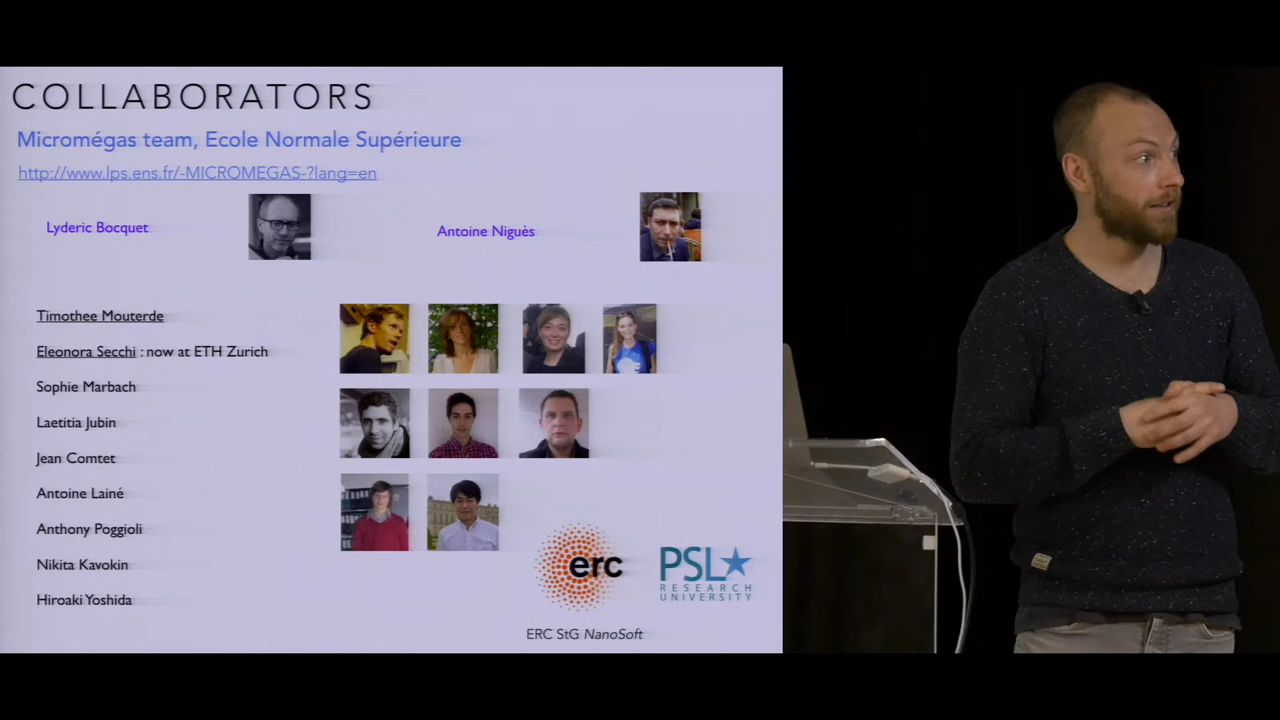 COLLABORATORS
Micromégas team, Ecole Normale Supérieure
http://www.lps.ens.fr/-MICROMEGAS-?lang=en
Lyderic Bocquet
Antoine Niguès
Timothee Mouterde
Eleonora Secchi : now at ETH Zurich
Sophie Marbach
Laetitia Jubin
Jean Comtet
Antoine Lainé
Anthony Poggioli
Nikita Kavokin
Hiroaki Yoshida
erc
PSL
RESEARCH
UNIVERSITY
ERC StG NanoSoft